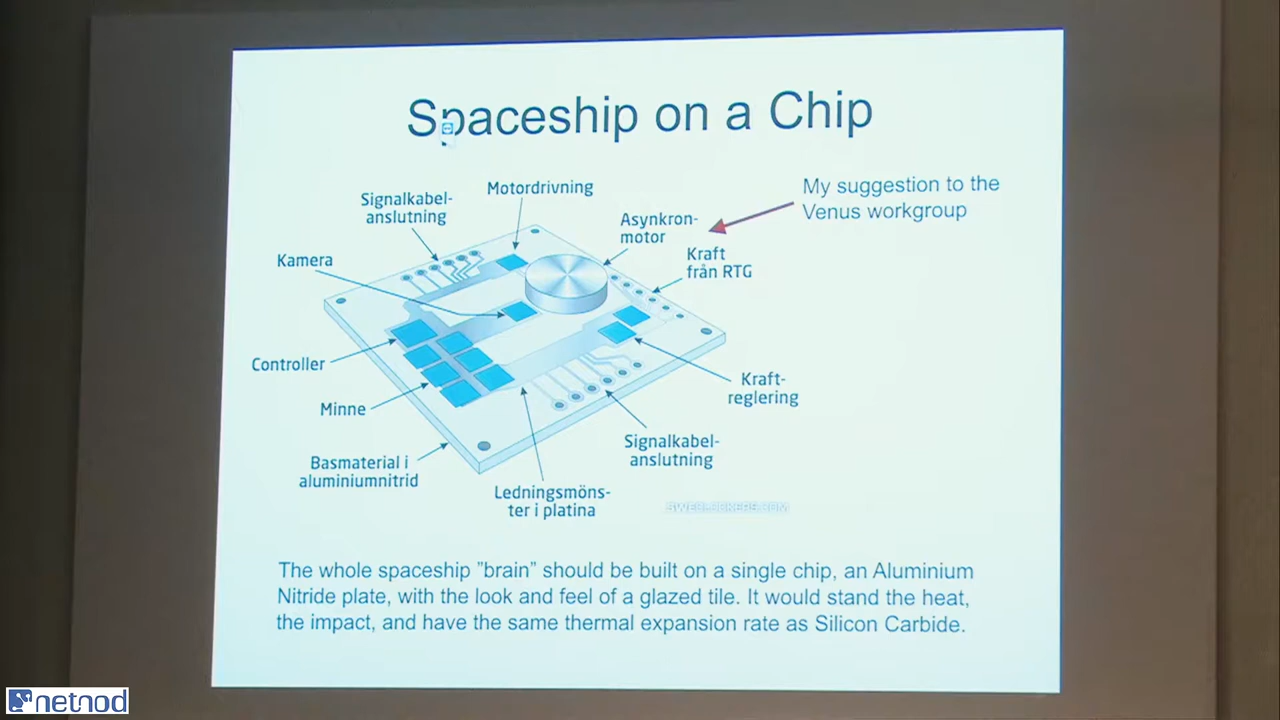 Spaceship on a Chip
Signalkabel-
anslutning
Motordrivning
Asynkron-
motor
My suggestion to the
Venus workgroup
Kamera
Kraft
från RTG
Controller
Minne
Kraft-
reglering
Basmaterial i
aluminiumnitrid
Signalkabel-
anslutning
Ledningsmöns-
ter i platina
SWECLOCKERS.COM
The whole spaceship ”brain” should be built on a single chip, an Aluminium
Nitride plate, with the look and feel of a glazed tile. It would stand the heat,
the impact, and have the same thermal expansion rate as Silicon Carbide.
netnod